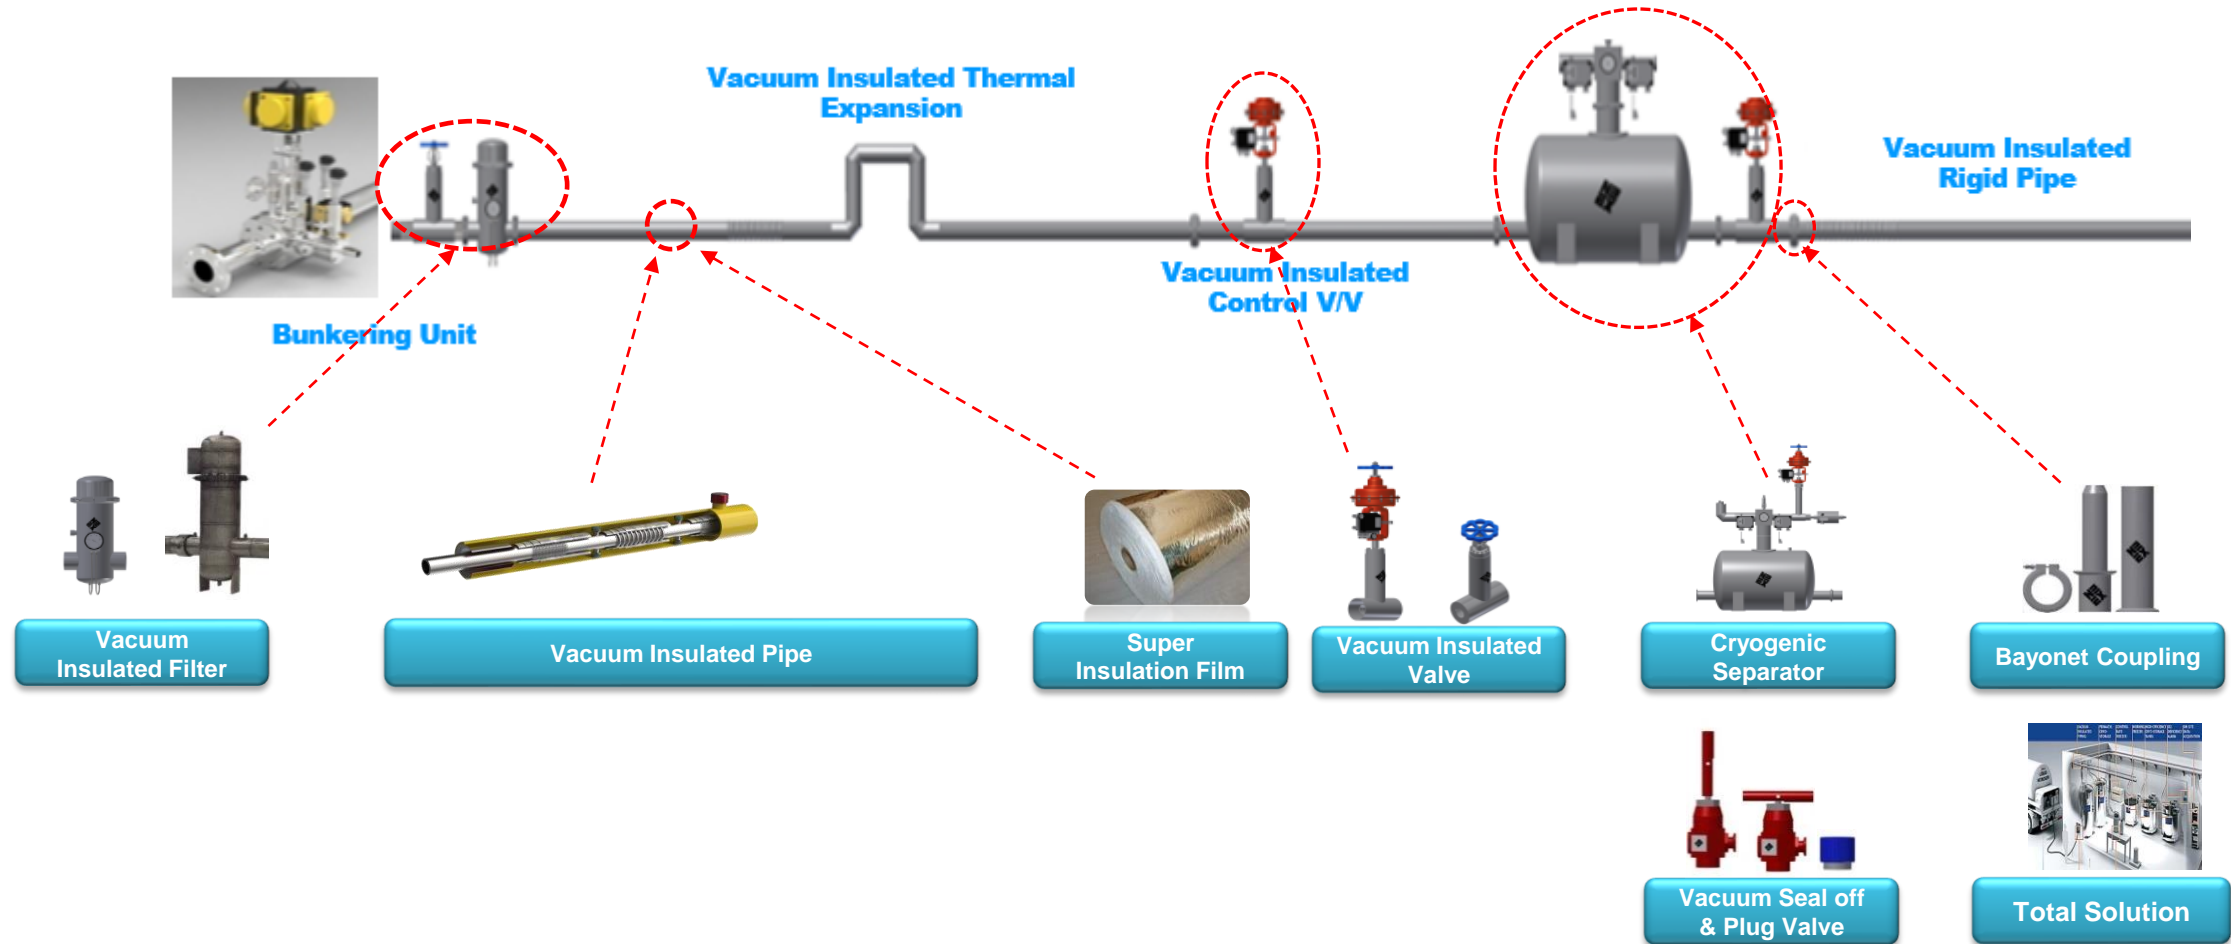 Vacuum Insulated Thermal
Expansion
Vacuum Insulated
Rigid Pipe
Vacuum Insulated
Control V/V
Bunkering Unit
Vacuum
Insulated Filter
Vacuum Insulated Pipe
Super
Insulation Film
Vacuum Insulated
Valve
Cryogenic
Separator
Bayonet Coupling
Vacuum Seal off
& Plug Valve
Total Solution